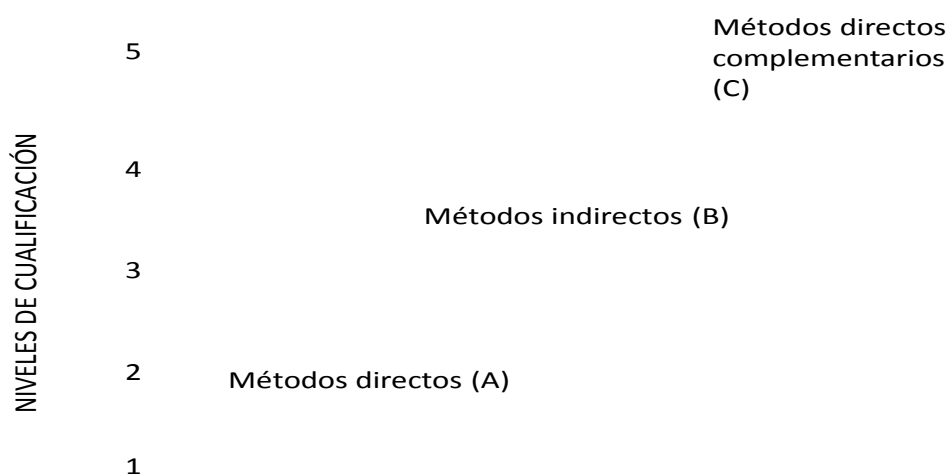 Métodos directos
complementarios
(C)
5
4
Métodos indirectos (B)
3
2
Métodos directos (A)
1
NIVELES DE CUALIFICACIÓN